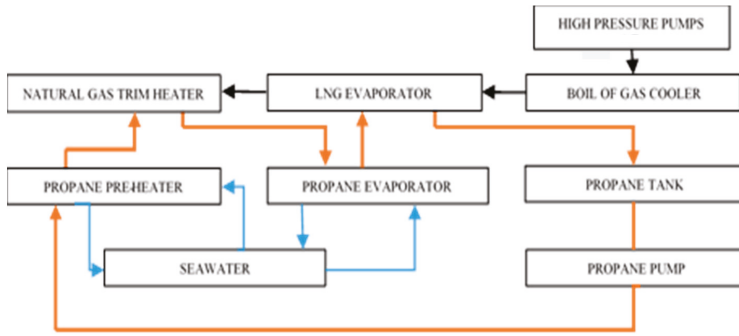 HIGH PRESSURE PUMPS
NATURAL GAS TRIM HEATER
LNG EVAPORATOR
BOIL OF GAS COOLER
PROPANE PRE-HEATER
PROPANE EVAPORATOR
PROPANE TANK
SEAWATER
PROPANE PUMP